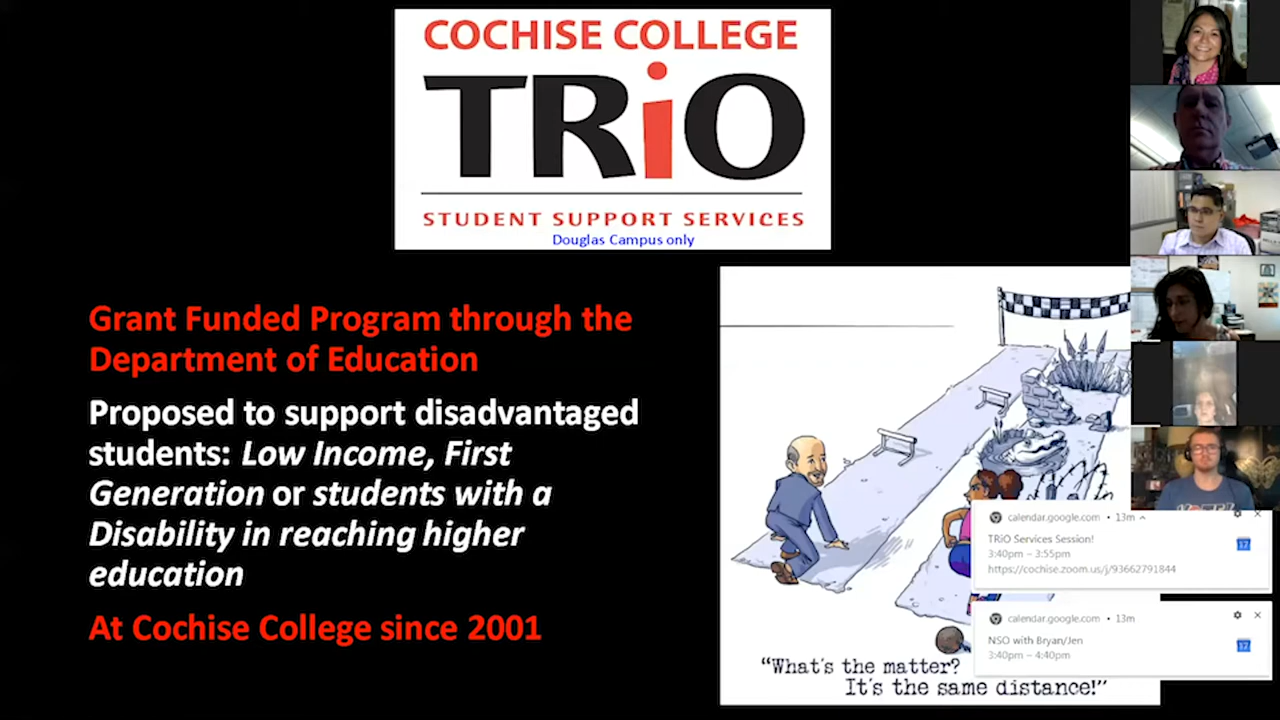 COCHISE COLLEGE
TRiO
STUDENT SUPPORT SERVICES
Douglas Campus only
Grant Funded Program through the
Department of Education
Proposed to support disadvantaged
students: Low Income, First
Generation or students with a
Disability in reaching higher
education
At Cochise College since 2001
"What's the matter?
It's the same distance!"
calendar.google.com • 13m
TRiO Services Session!
3:40pm – 3:55pm
https://cochise.zoom.us/j/93662791844
calendar.google.com • 13m
NSO with Bryan/Jen
3:40pm – 4:40pm
17
17